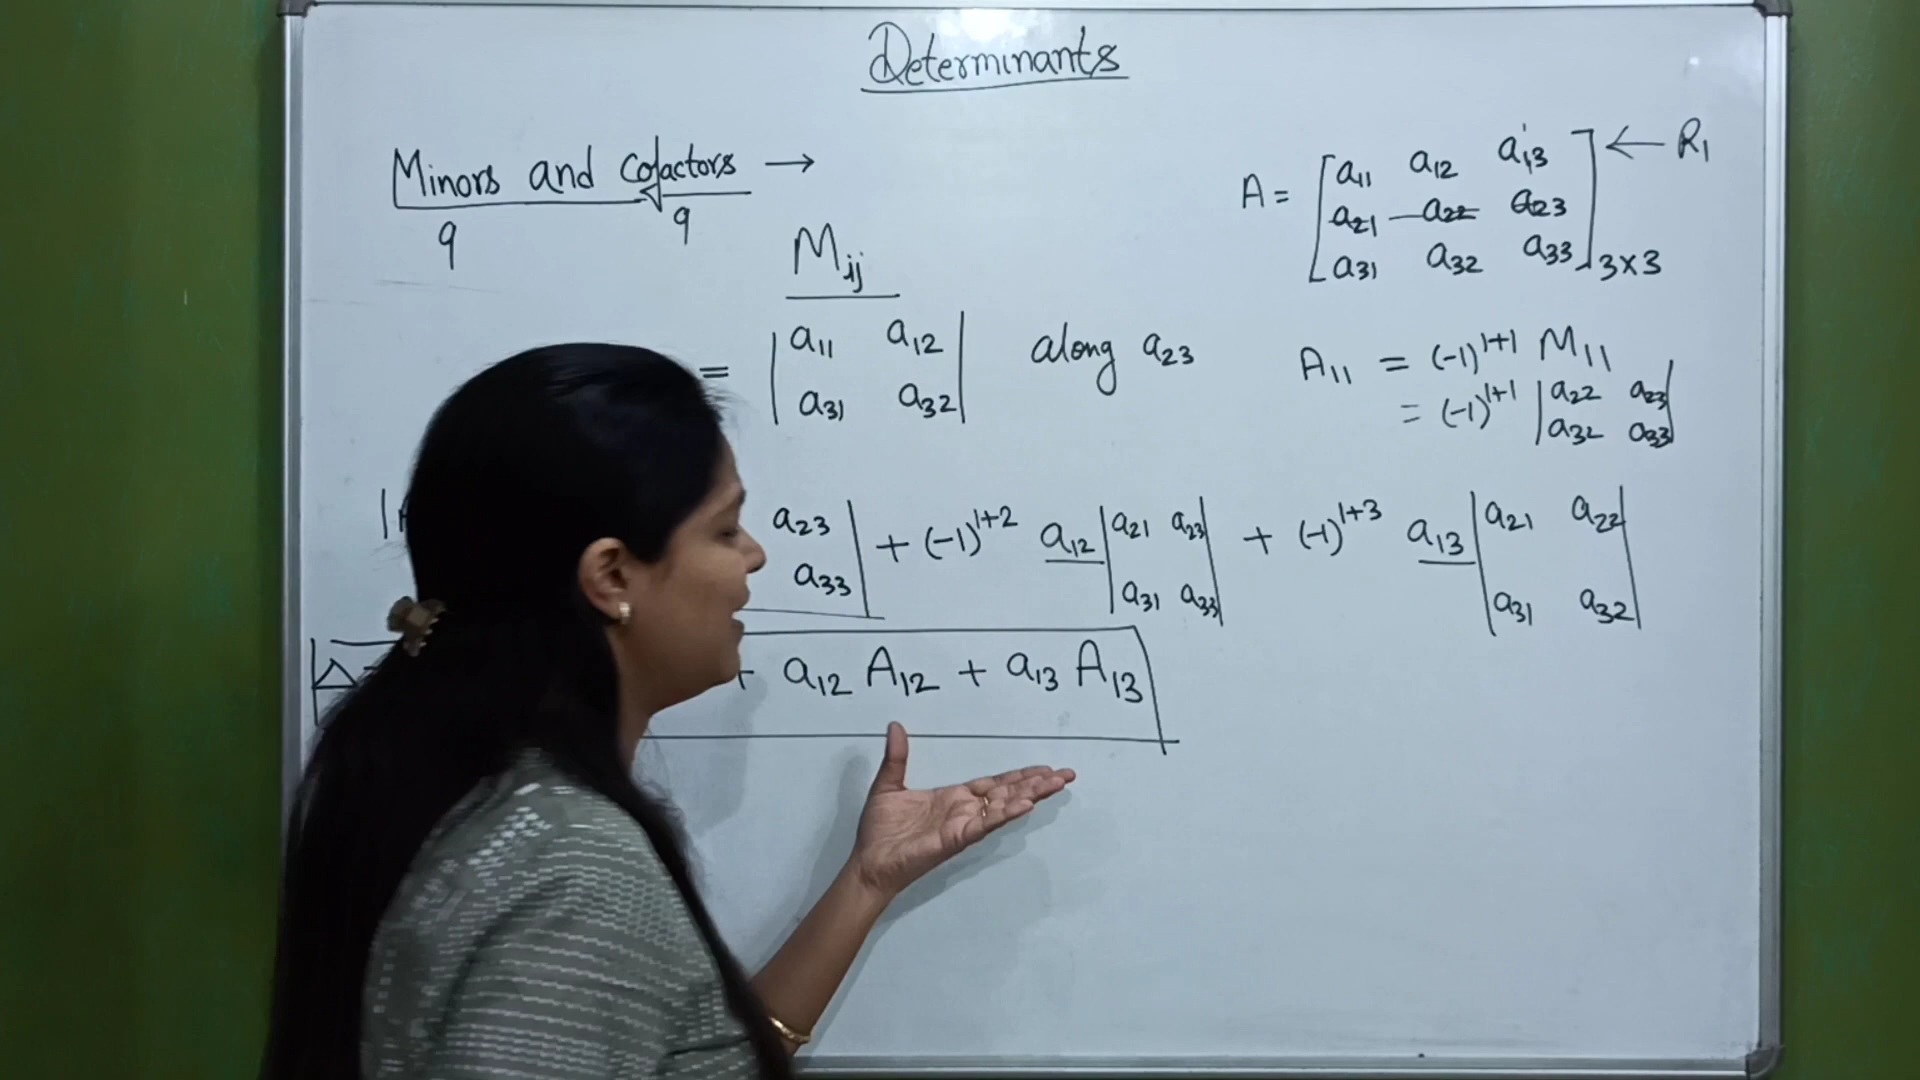 Determinants
Minors and Cofactors →
9 9
M_ij
= | a11 a12 | along a23
| a31 a32 |
A = [ a11 a12 a13 ] ← R1
a21 a22 a23
a31 a32 a33 3×3
A11 = (-1)^1+1 M11
= (-1)^1+1 | a22 a23 |
| a32 a33 |
a23 | + (-1)^1+2 a12 | a21 a23 | + (-1)^1+3 a13 | a21 a22 |
a33 | | a31 a33 | | a31 a32 |
Δ + a12 A12 + a13 A13